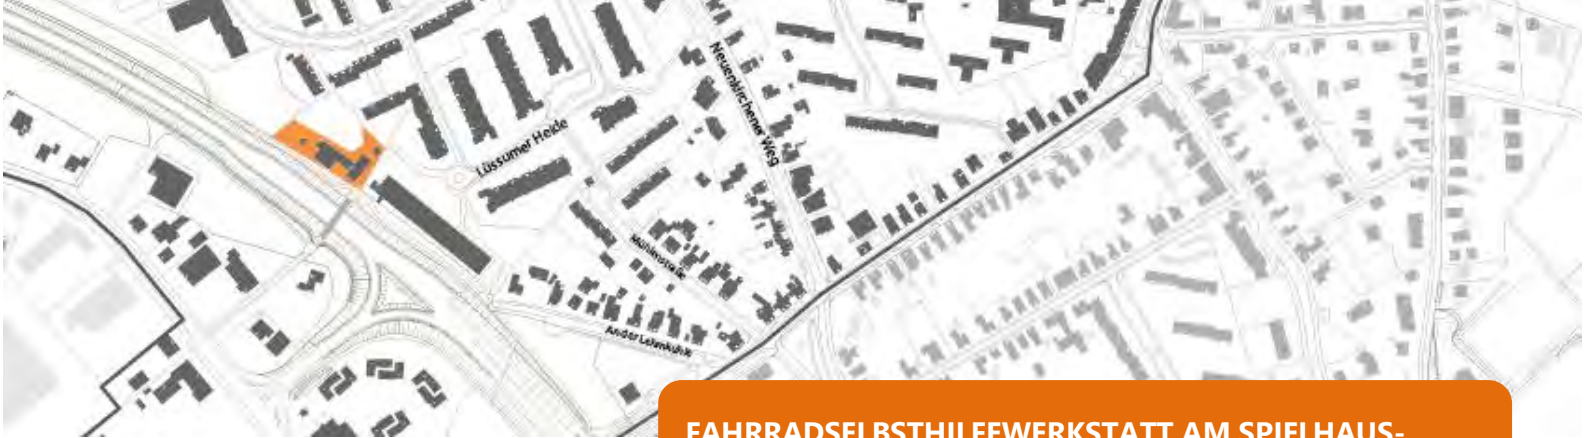 Neuenkirchener Weg
Lüssumer Heide
Mühlenstraße
An der Lehmkuhle
FAHRRADSELBSTHILFEWERKSTATT AM SPIELHAUS-